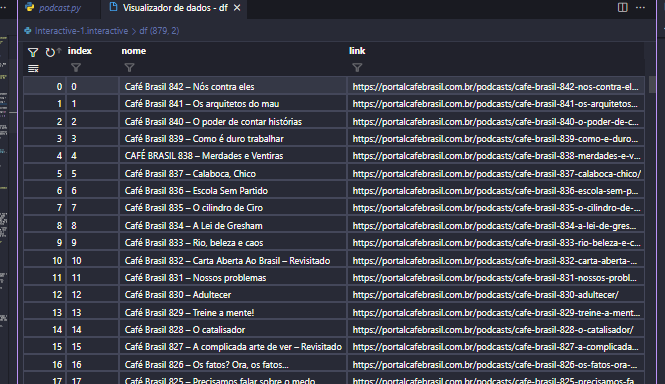 podcast.py Visualizador de dados - df
Interactive-1.interactive > df (879, 2)
index nome link
0 0 Café Brasil 842 – Nós contra eles https://portalcafebrasil.com.br/podcasts/cafe-brasil-842-nos-contra-el...
1 1 Café Brasil 841 – Os arquitetos do mau https://portalcafebrasil.com.br/podcasts/cafe-brasil-841-os-arquitetos...
2 2 Café Brasil 840 – O poder de contar histórias https://portalcafebrasil.com.br/podcasts/cafe-brasil-840-o-poder-de-c...
3 3 Café Brasil 839 – Como é duro trabalhar https://portalcafebrasil.com.br/podcasts/cafe-brasil-839-como-e-duro...
4 4 CAFÉ BRASIL 838 – Merdades e Ventiras https://portalcafebrasil.com.br/podcasts/cafe-brasil-838-merdades-e-v...
5 5 Café Brasil 837 – Calabouça, Chico https://portalcafebrasil.com.br/podcasts/cafe-brasil-837-calabouca-chico/
6 6 Café Brasil 836 – Escola Sem Partido https://portalcafebrasil.com.br/podcasts/cafe-brasil-836-escola-sem-p...
7 7 Café Brasil 835 – O cilindro de Ciro https://portalcafebrasil.com.br/podcasts/cafe-brasil-835-o-cilindro-de-...
8 8 Café Brasil 834 – A Lei de Gresham https://portalcafebrasil.com.br/podcasts/cafe-brasil-834-a-lei-de-gres...
9 9 Café Brasil 833 – Rio, beleza e caos https://portalcafebrasil.com.br/podcasts/cafe-brasil-833-rio-beleza-e-c...
10 10 Café Brasil 832 – Carta Aberta Ao Brasil – Revisitado https://portalcafebrasil.com.br/podcasts/cafe-brasil-832-carta-aberta-...
11 11 Café Brasil 831 – Nossos problemas https://portalcafebrasil.com.br/podcasts/cafe-brasil-831-nossos-probl...
12 12 Café Brasil 830 – Adultecer https://portalcafebrasil.com.br/podcasts/cafe-brasil-830-adultecer/
13 13 Café Brasil 829 – Treine a mente! https://portalcafebrasil.com.br/podcasts/cafe-brasil-829-treine-a-ment...
14 14 Café Brasil 828 – O catalisador https://portalcafebrasil.com.br/podcasts/cafe-brasil-828-o-catalisador/
15 15 Café Brasil 827 – A complicada arte de ver – Revisitado https://portalcafebrasil.com.br/podcasts/cafe-brasil-827-a-complicada...
16 16 Café Brasil 826 – Os fatos? Ora, os fatos... https://portalcafebrasil.com.br/podcasts/cafe-brasil-826-os-fatos-ora-...
17 17 Café Brasil 825 – Precisamos falar sobre o medo https://portalcafebrasil.com.br/podcasts/cafe-brasil-825-precisamos-fa...